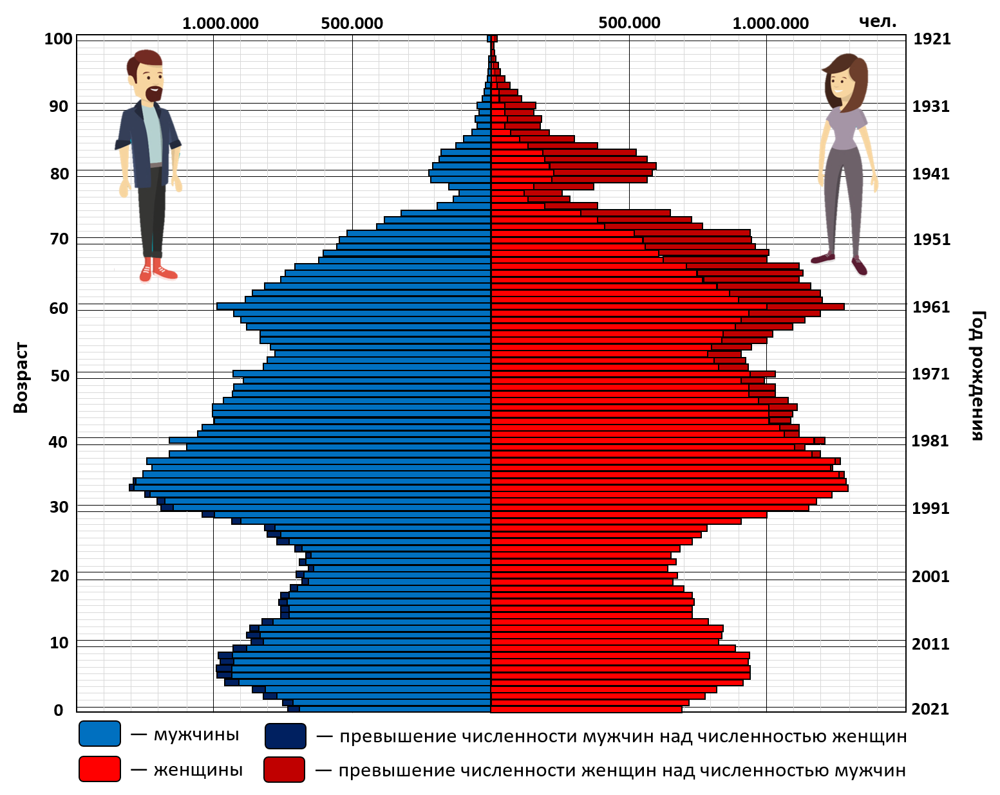 1.000.000 500.000 500.000 1.000.000 чел.
100 1921
90 1931
80 1941
70 1951
60 1961
50 1971
40 1981
30 1991
20 2001
10 2011
0 2021
Возраст
Год рождения
— мужчины — превышение численности мужчин над численностью женщин
— женщины — превышение численности женщин над численностью мужчин